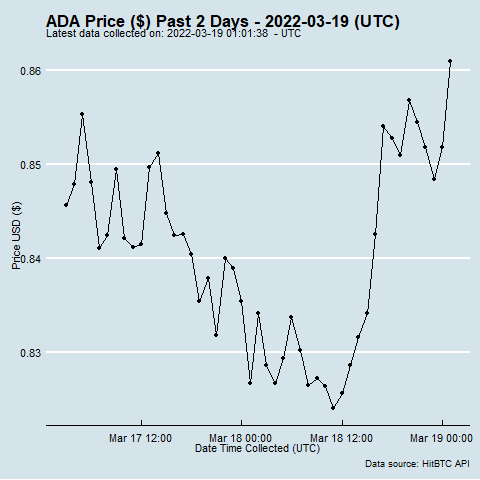 ADA Price ($) Past 2 Days - 2022-03-19 (UTC)
Latest data collected on: 2022-03-19 01:01:38 - UTC
0.86
0.85
0.84
0.83
Price USD ($)
Mar 17 12:00
Mar 18 00:00
Mar 18 12:00
Mar 19 00:00
Date Time Collected (UTC)
Data source: HitBTC API